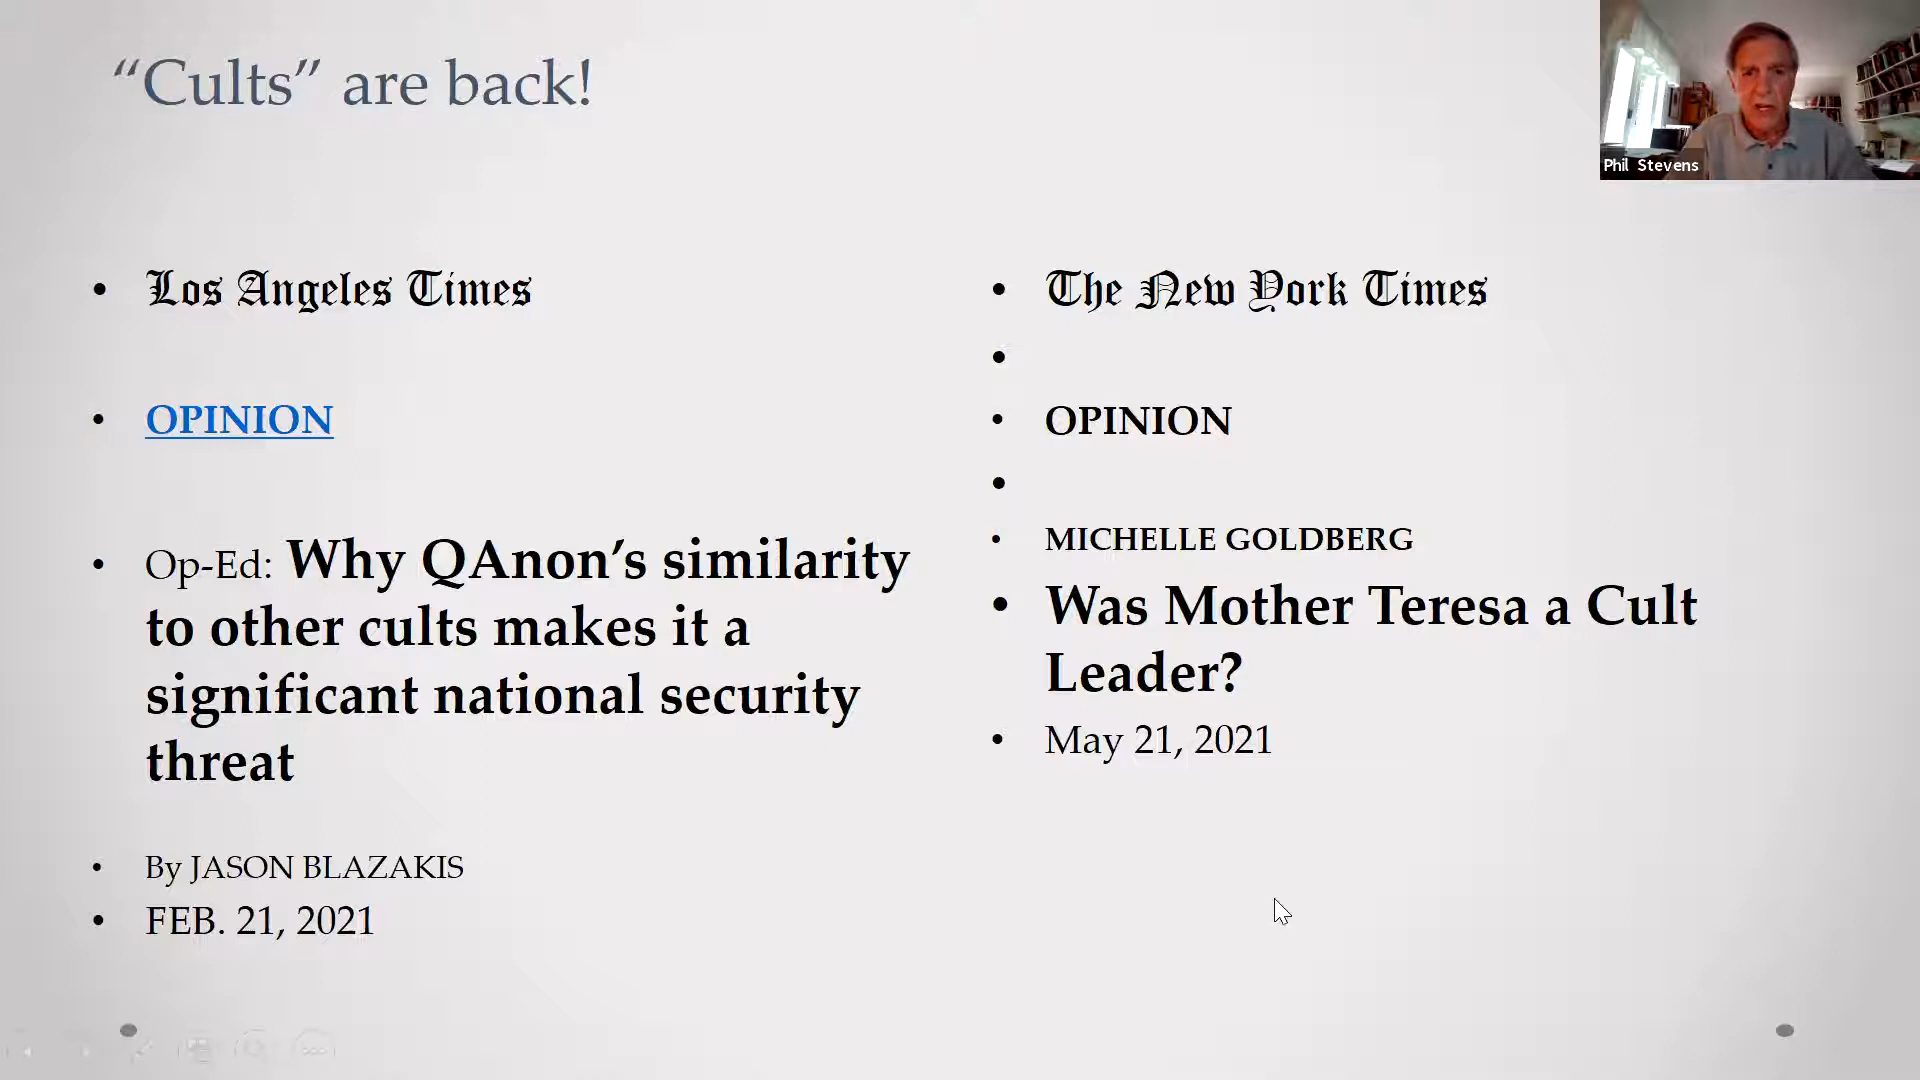 “Cults” are back!
Phil Stevens
Los Angeles Times
OPINION
Op-Ed: Why QAnon’s similarity
to other cults makes it a
significant national security
threat
By JASON BLAZAKIS
FEB. 21, 2021
The New York Times
OPINION
MICHELLE GOLDBERG
Was Mother Teresa a Cult
Leader?
May 21, 2021